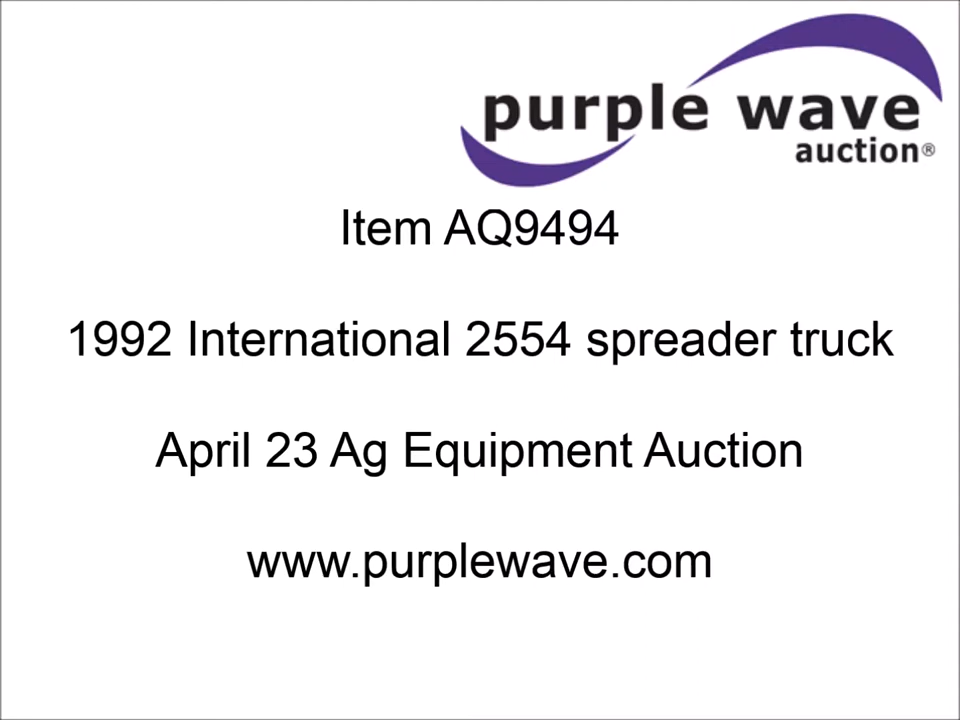 purple wave
auction®
Item AQ9494
1992 International 2554 spreader truck
April 23 Ag Equipment Auction
www.purplewave.com